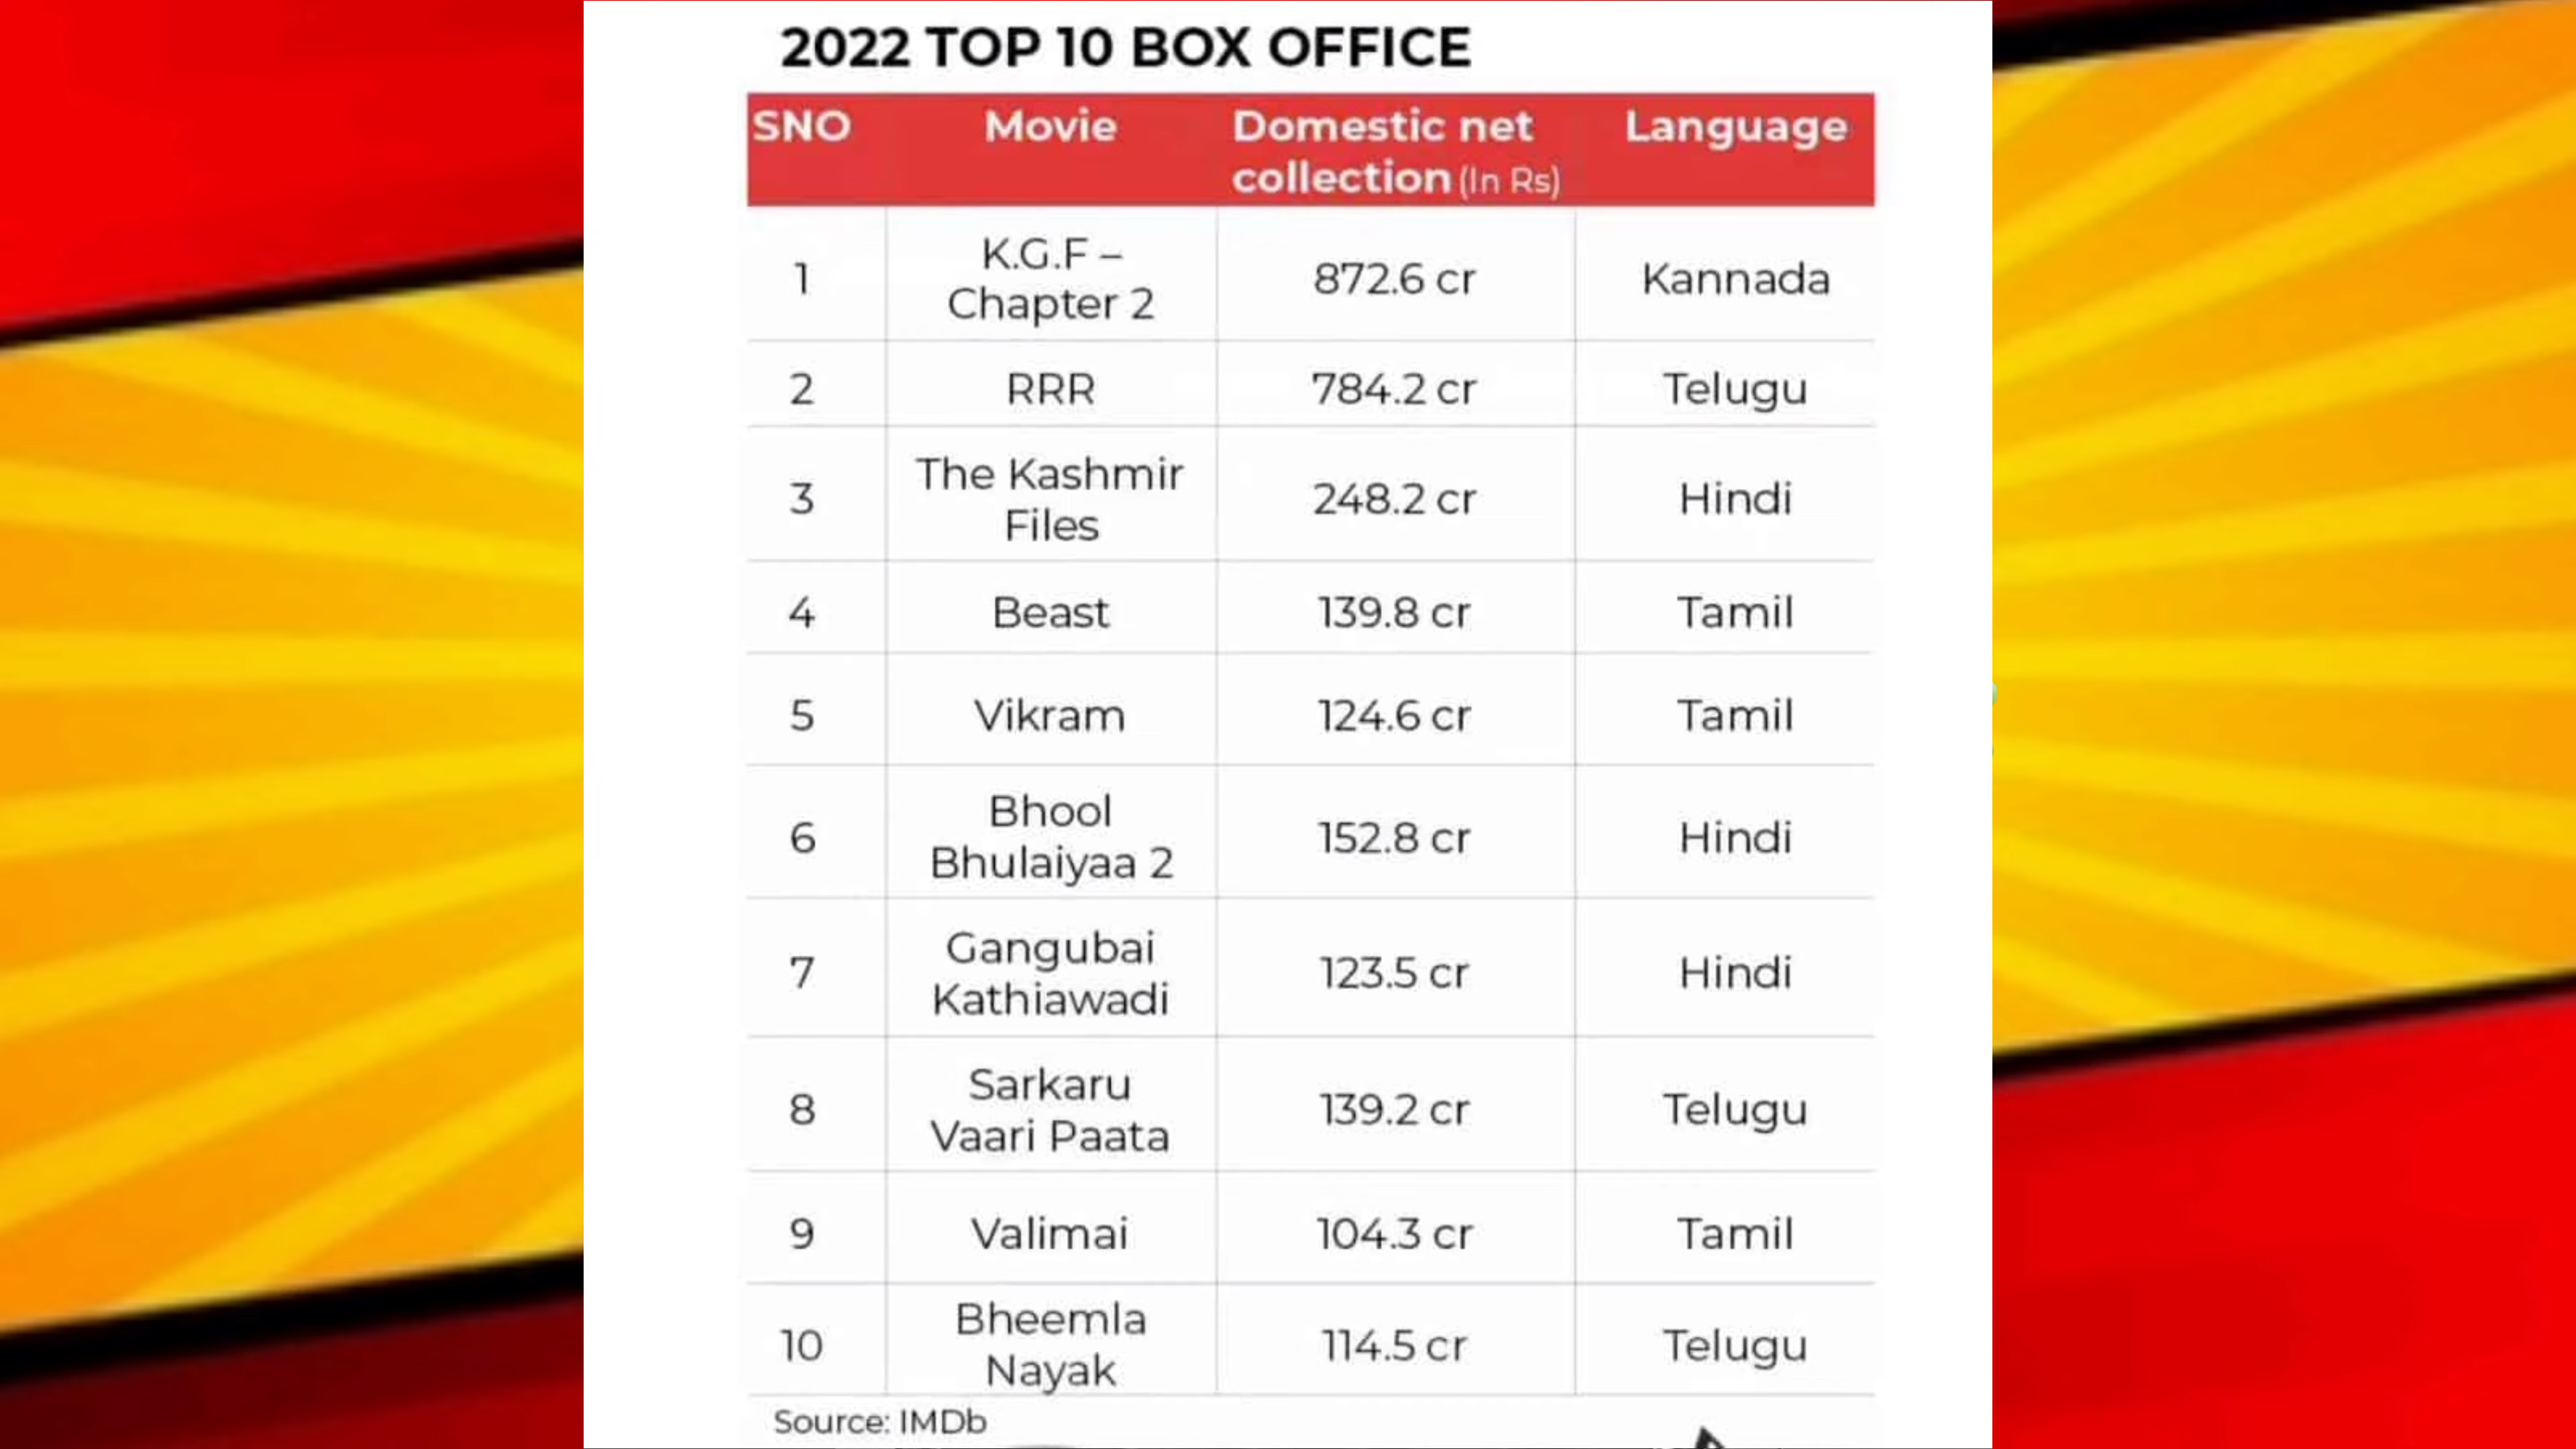 2022 TOP 10 BOX OFFICE
SNO Movie Domestic net collection (In Rs) Language
1 K.G.F – Chapter 2 872.6 cr Kannada
2 RRR 784.2 cr Telugu
3 The Kashmir Files 248.2 cr Hindi
4 Beast 139.8 cr Tamil
5 Vikram 124.6 cr Tamil
6 Bhool Bhulaiyaa 2 152.8 cr Hindi
7 Gangubai Kathiawadi 123.5 cr Hindi
8 Sarkaru Vaari Paata 139.2 cr Telugu
9 Valimai 104.3 cr Tamil
10 Bheemla Nayak 114.5 cr Telugu
Source: IMDb